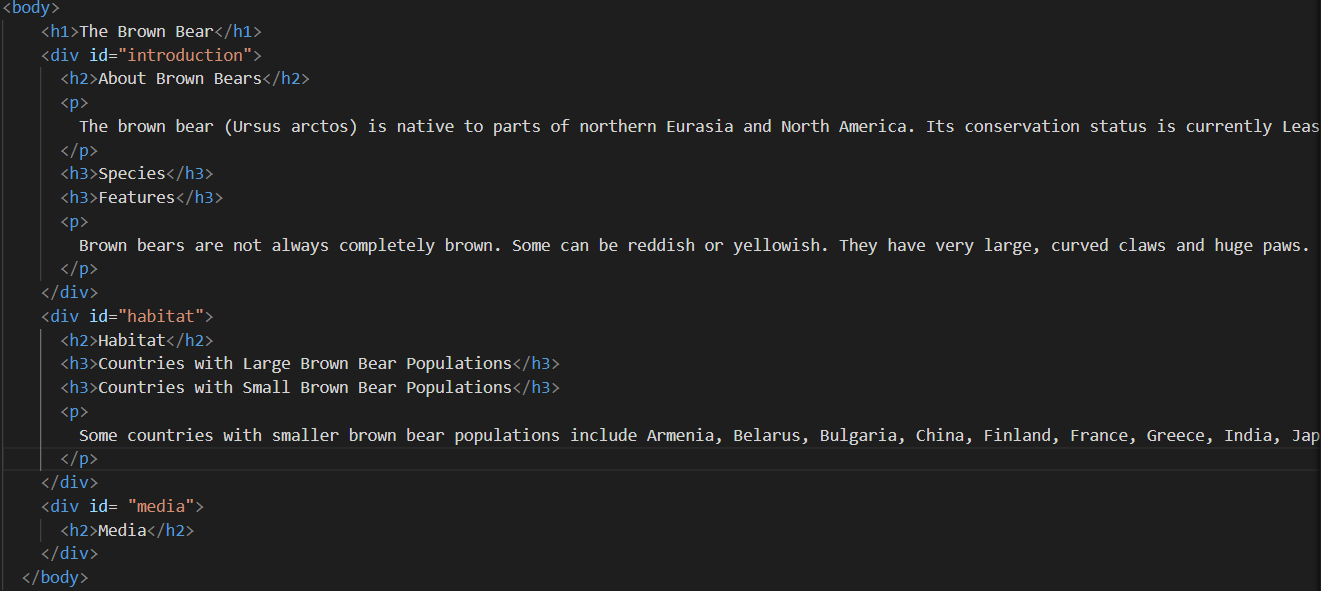 <body>
<h1>The Brown Bear</h1>
<div id="introduction">
<h2>About Brown Bears</h2>
<p>
The brown bear (Ursus arctos) is native to parts of northern Eurasia and North America. Its conservation status is currently Leas
</p>
<h3>Species</h3>
<h3>Features</h3>
<p>
Brown bears are not always completely brown. Some can be reddish or yellowish. They have very large, curved claws and huge paws.
</p>
</div>
<div id="habitat">
<h2>Habitat</h2>
<h3>Countries with Large Brown Bear Populations</h3>
<h3>Countries with Small Brown Bear Populations</h3>
<p>
Some countries with smaller brown bear populations include Armenia, Belarus, Bulgaria, China, Finland, France, Greece, India, Jap
</p>
</div>
<div id= "media">
<h2>Media</h2>
</div>
</body>